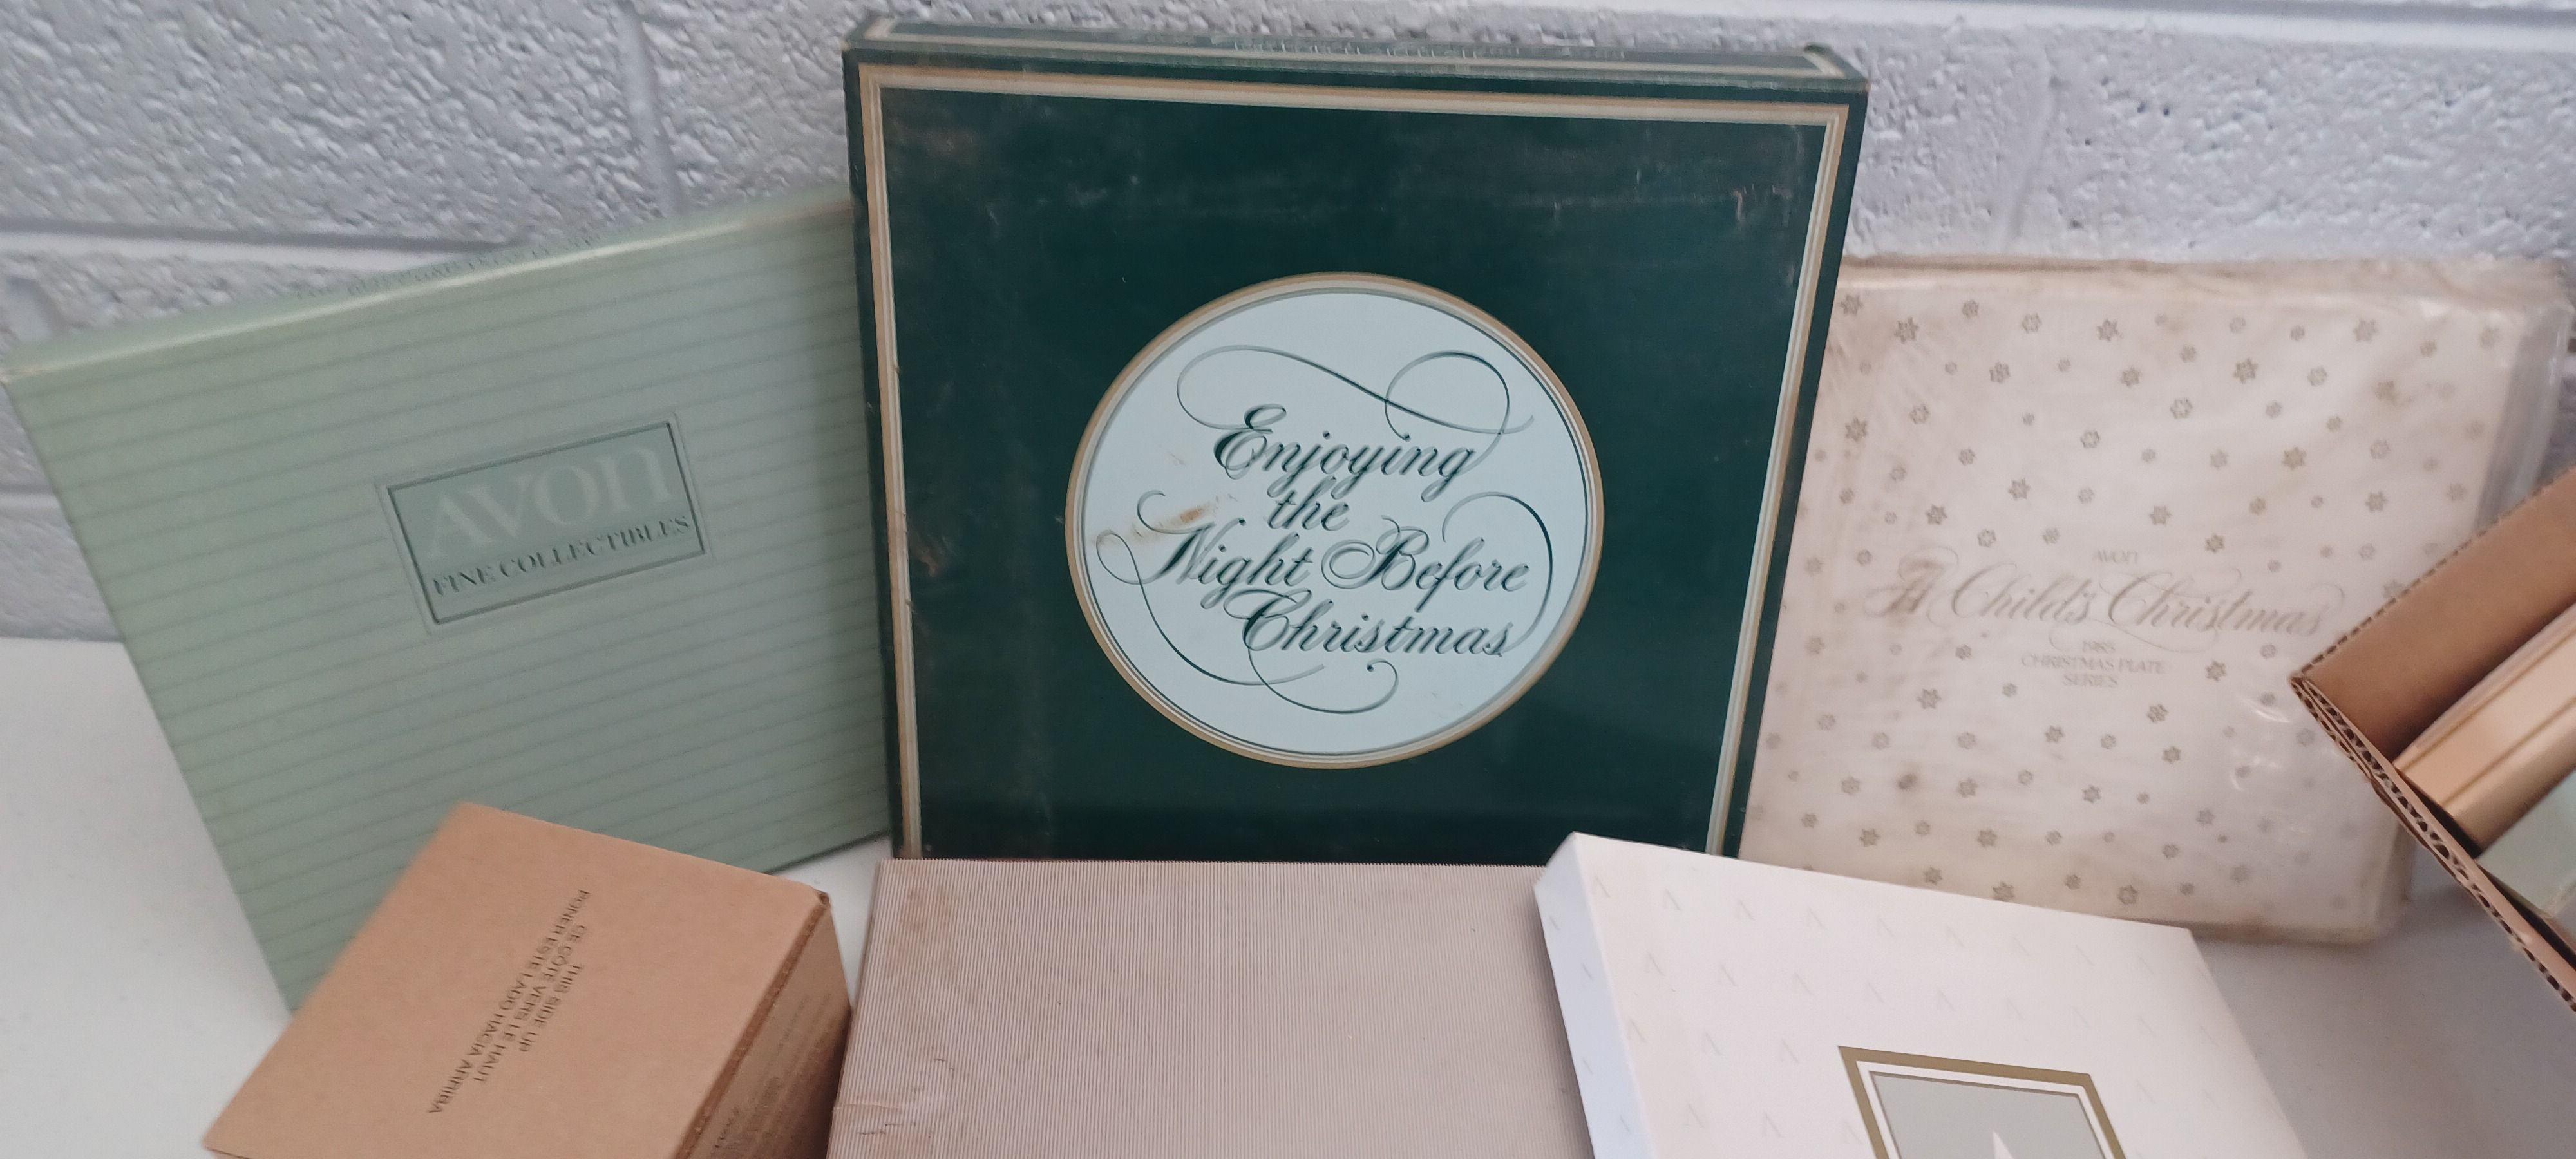 AVON
FINE COLLECTIBLES
Enjoying
the
Night Before
Christmas
AVON
A Child's Christmas
1985
CHRISTMAS PLATE
SERIES
THIS SIDE UP
CE CÔTÉ VERS LE HAUT
PONER ESTE LADO HACIA ARRIBA